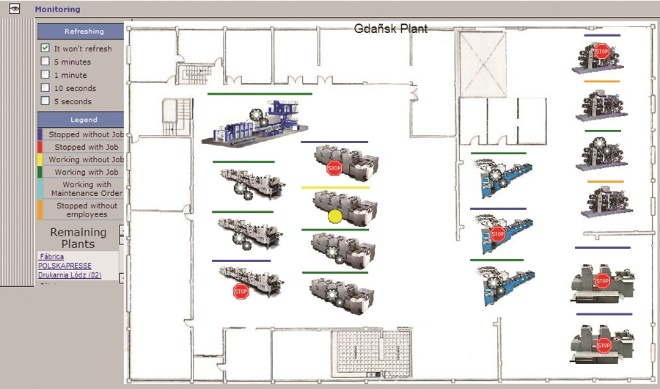 Monitoring
Gdańsk Plant
Refreshing
It won't refresh
5 minutes
1 minute
10 seconds
5 seconds
Legend
Stopped without Job
Stopped with Job
Working without Job
Working with Job
Working with
Maintenance Order
Stopped without
employees
Remaining
Plants
Fábrica
POLSKAPRESSE
Drukarnia Lódz (02)
STOP
STOP
STOP
STOP
STOP
STOP